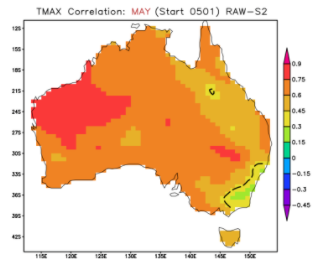 TMAX Correlation: MAY (Start 0501) RAW-S2
12S
15S
18S
21S
24S
27S
30S
33S
36S
39S
42S
115E 120E 125E 130E 135E 140E 145E 150E
0.9
0.75
0.6
0.45
0.3
0.15
0
-0.15
-0.3
-0.45